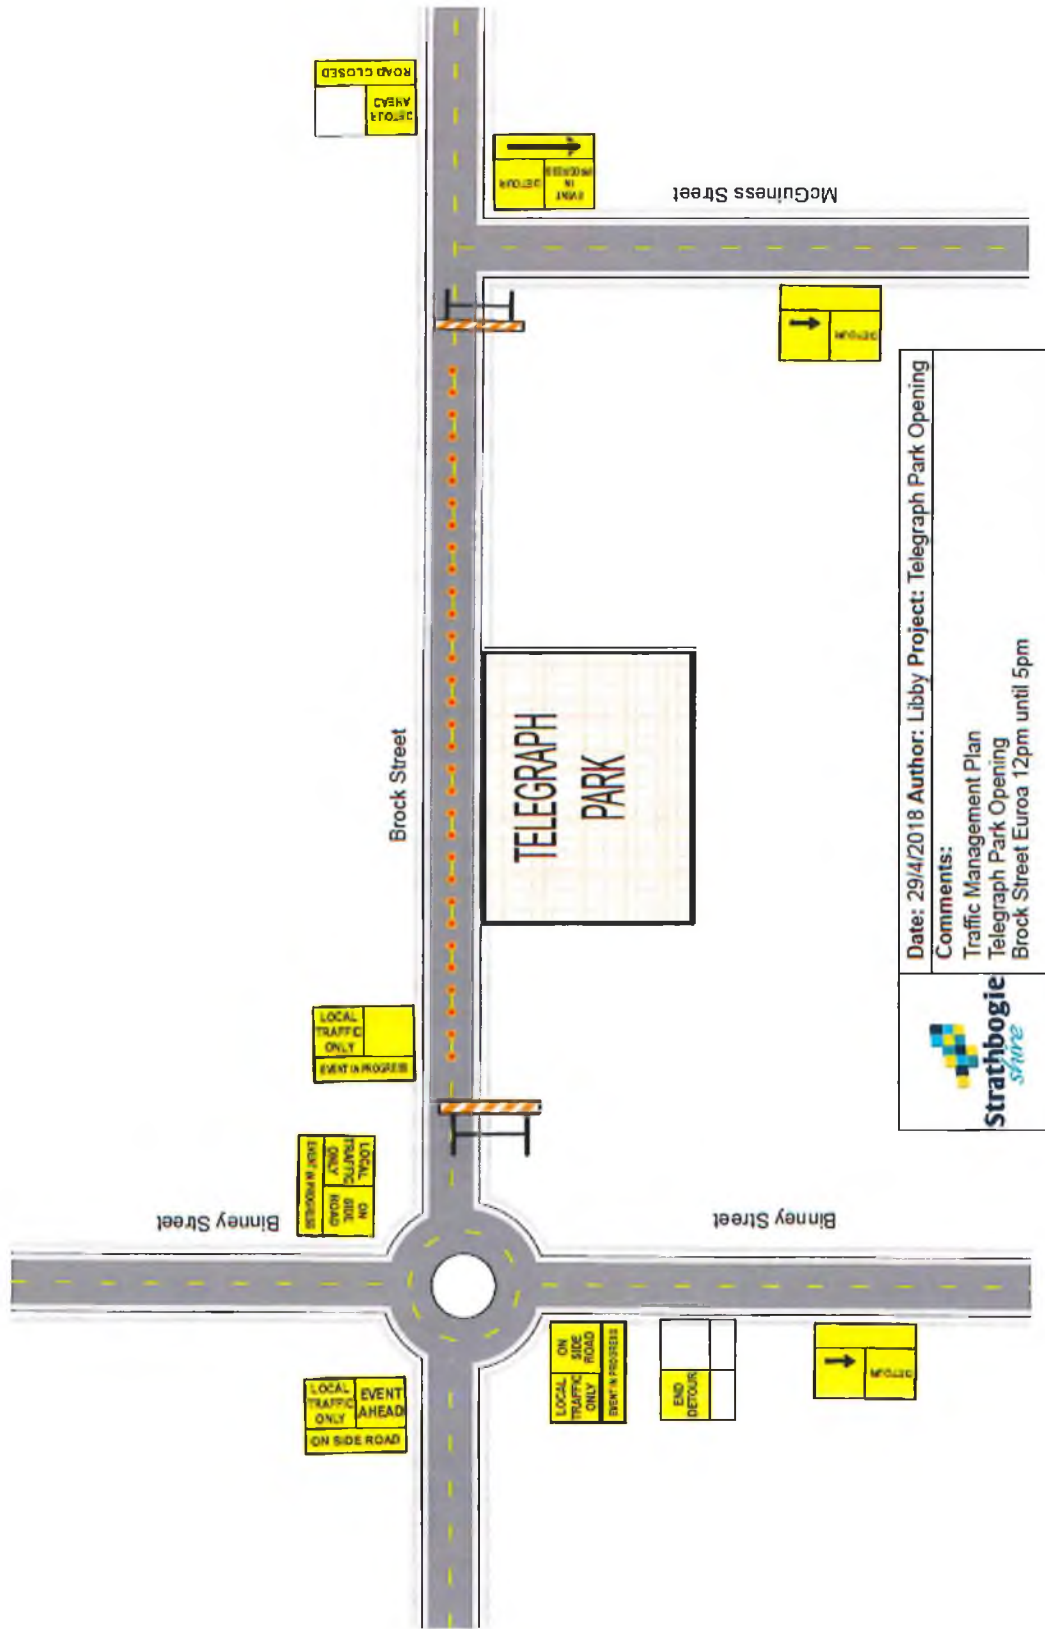 ROAD CLOSED
DETOUR
AHEAD
DETOUR
EVENT
IN
PROGRESS
McGuiness Street
DETOUR
Brock Street
TELEGRAPH
PARK
LOCAL
TRAFFIC
ONLY
EVENT IN PROGRESS
LOCAL
TRAFFIC
ONLY
ON
SIDE
ROAD
EVENT IN PROGRESS
Binney Street
Binney Street
LOCAL
TRAFFIC
ONLY
EVENT
AHEAD
ON SIDE ROAD
LOCAL
TRAFFIC
ONLY
ON
SIDE
ROAD
EVENT IN PROGRESS
END
DETOUR
DETOUR
Strathbogie
shire
Date: 29/4/2018 Author: Libby Project: Telegraph Park Opening
Comments:
Traffic Management Plan
Telegraph Park Opening
Brock Street Euroa 12pm until 5pm